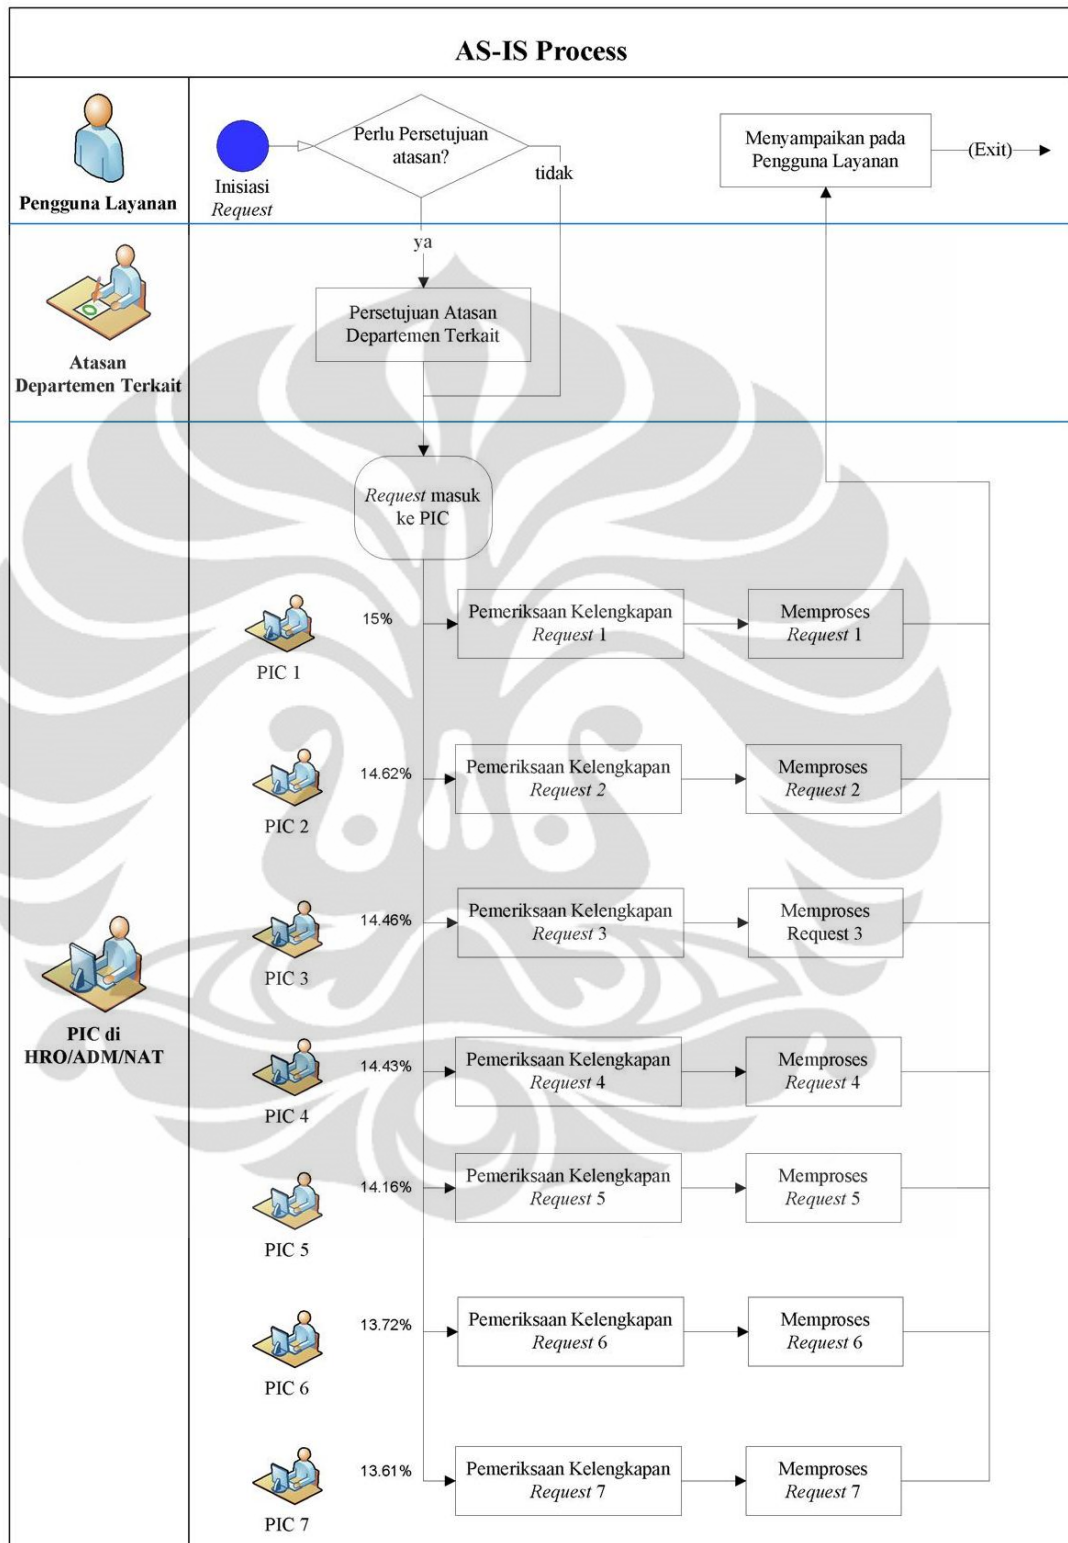 AS-IS Process
Pengguna Layanan
Inisiasi
Request
Perlu Persetujuan
atasan?
tidak
ya
Menyampaikan pada
Pengguna Layanan
(Exit)
Atasan
Departemen Terkait
Persetujuan Atasan
Departemen Terkait
PIC di
HRO/ADM/NAT
Request masuk
ke PIC
PIC 1
15%
Pemeriksaan Kelengkapan
Request 1
Memproses
Request 1
PIC 2
14.62%
Pemeriksaan Kelengkapan
Request 2
Memproses
Request 2
PIC 3
14.46%
Pemeriksaan Kelengkapan
Request 3
Memproses
Request 3
PIC 4
14.43%
Pemeriksaan Kelengkapan
Request 4
Memproses
Request 4
PIC 5
14.16%
Pemeriksaan Kelengkapan
Request 5
Memproses
Request 5
PIC 6
13.72%
Pemeriksaan Kelengkapan
Request 6
Memproses
Request 6
PIC 7
13.61%
Pemeriksaan Kelengkapan
Request 7
Memproses
Request 7